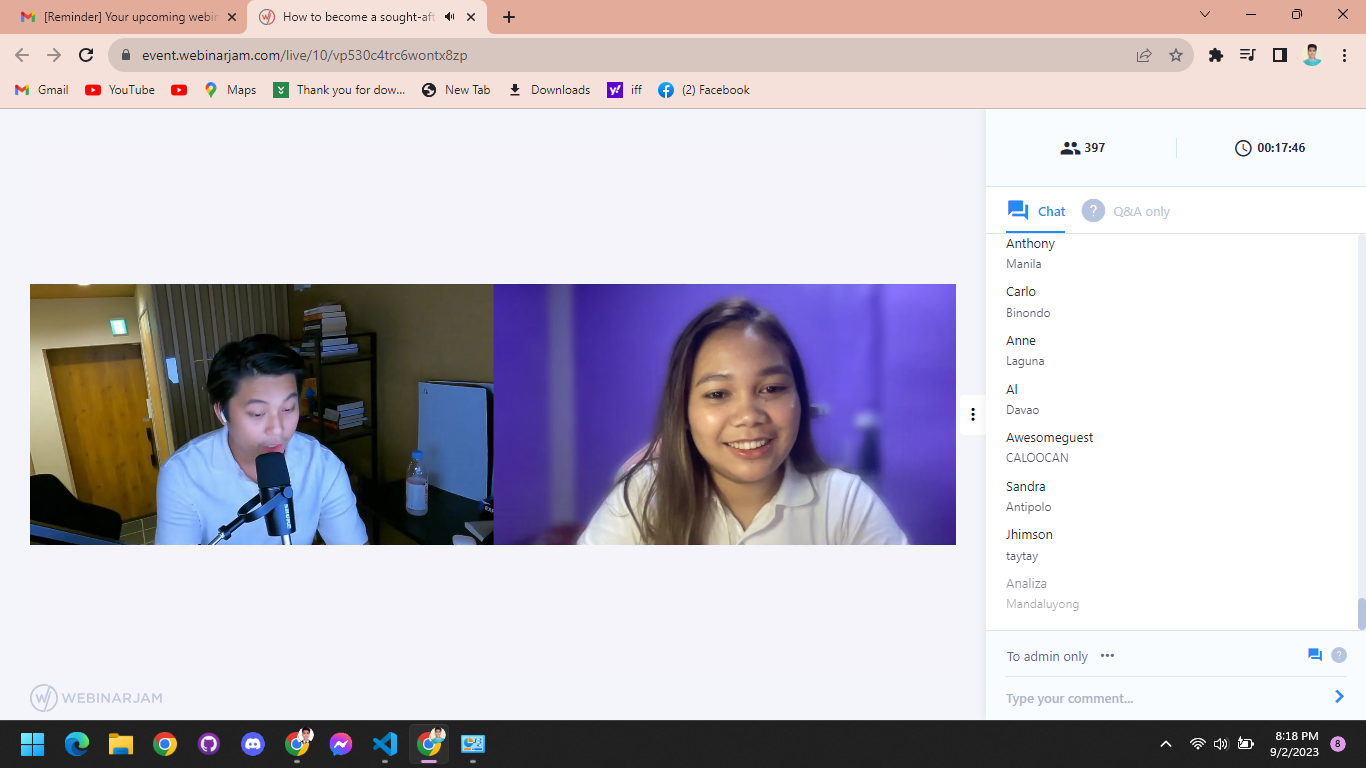 [Reminder] Your upcoming webin
How to become a sought-aft
event.webinarjam.com/live/10/vp530c4trc6wontx8zp
Gmail
YouTube
Maps
Thank you for dow...
New Tab
Downloads
iff
(2) Facebook
397
00:17:46
Chat
? Q&A only
Anthony
Manila
Carlo
Binondo
Anne
Laguna
Al
Davao
Awesomeguest
CALOOCAN
Sandra
Antipolo
Jhimson
taytay
Analiza
Mandaluyong
To admin only
?
Type your comment...
WEBINARJAM
8:18 PM
9/2/2023
8